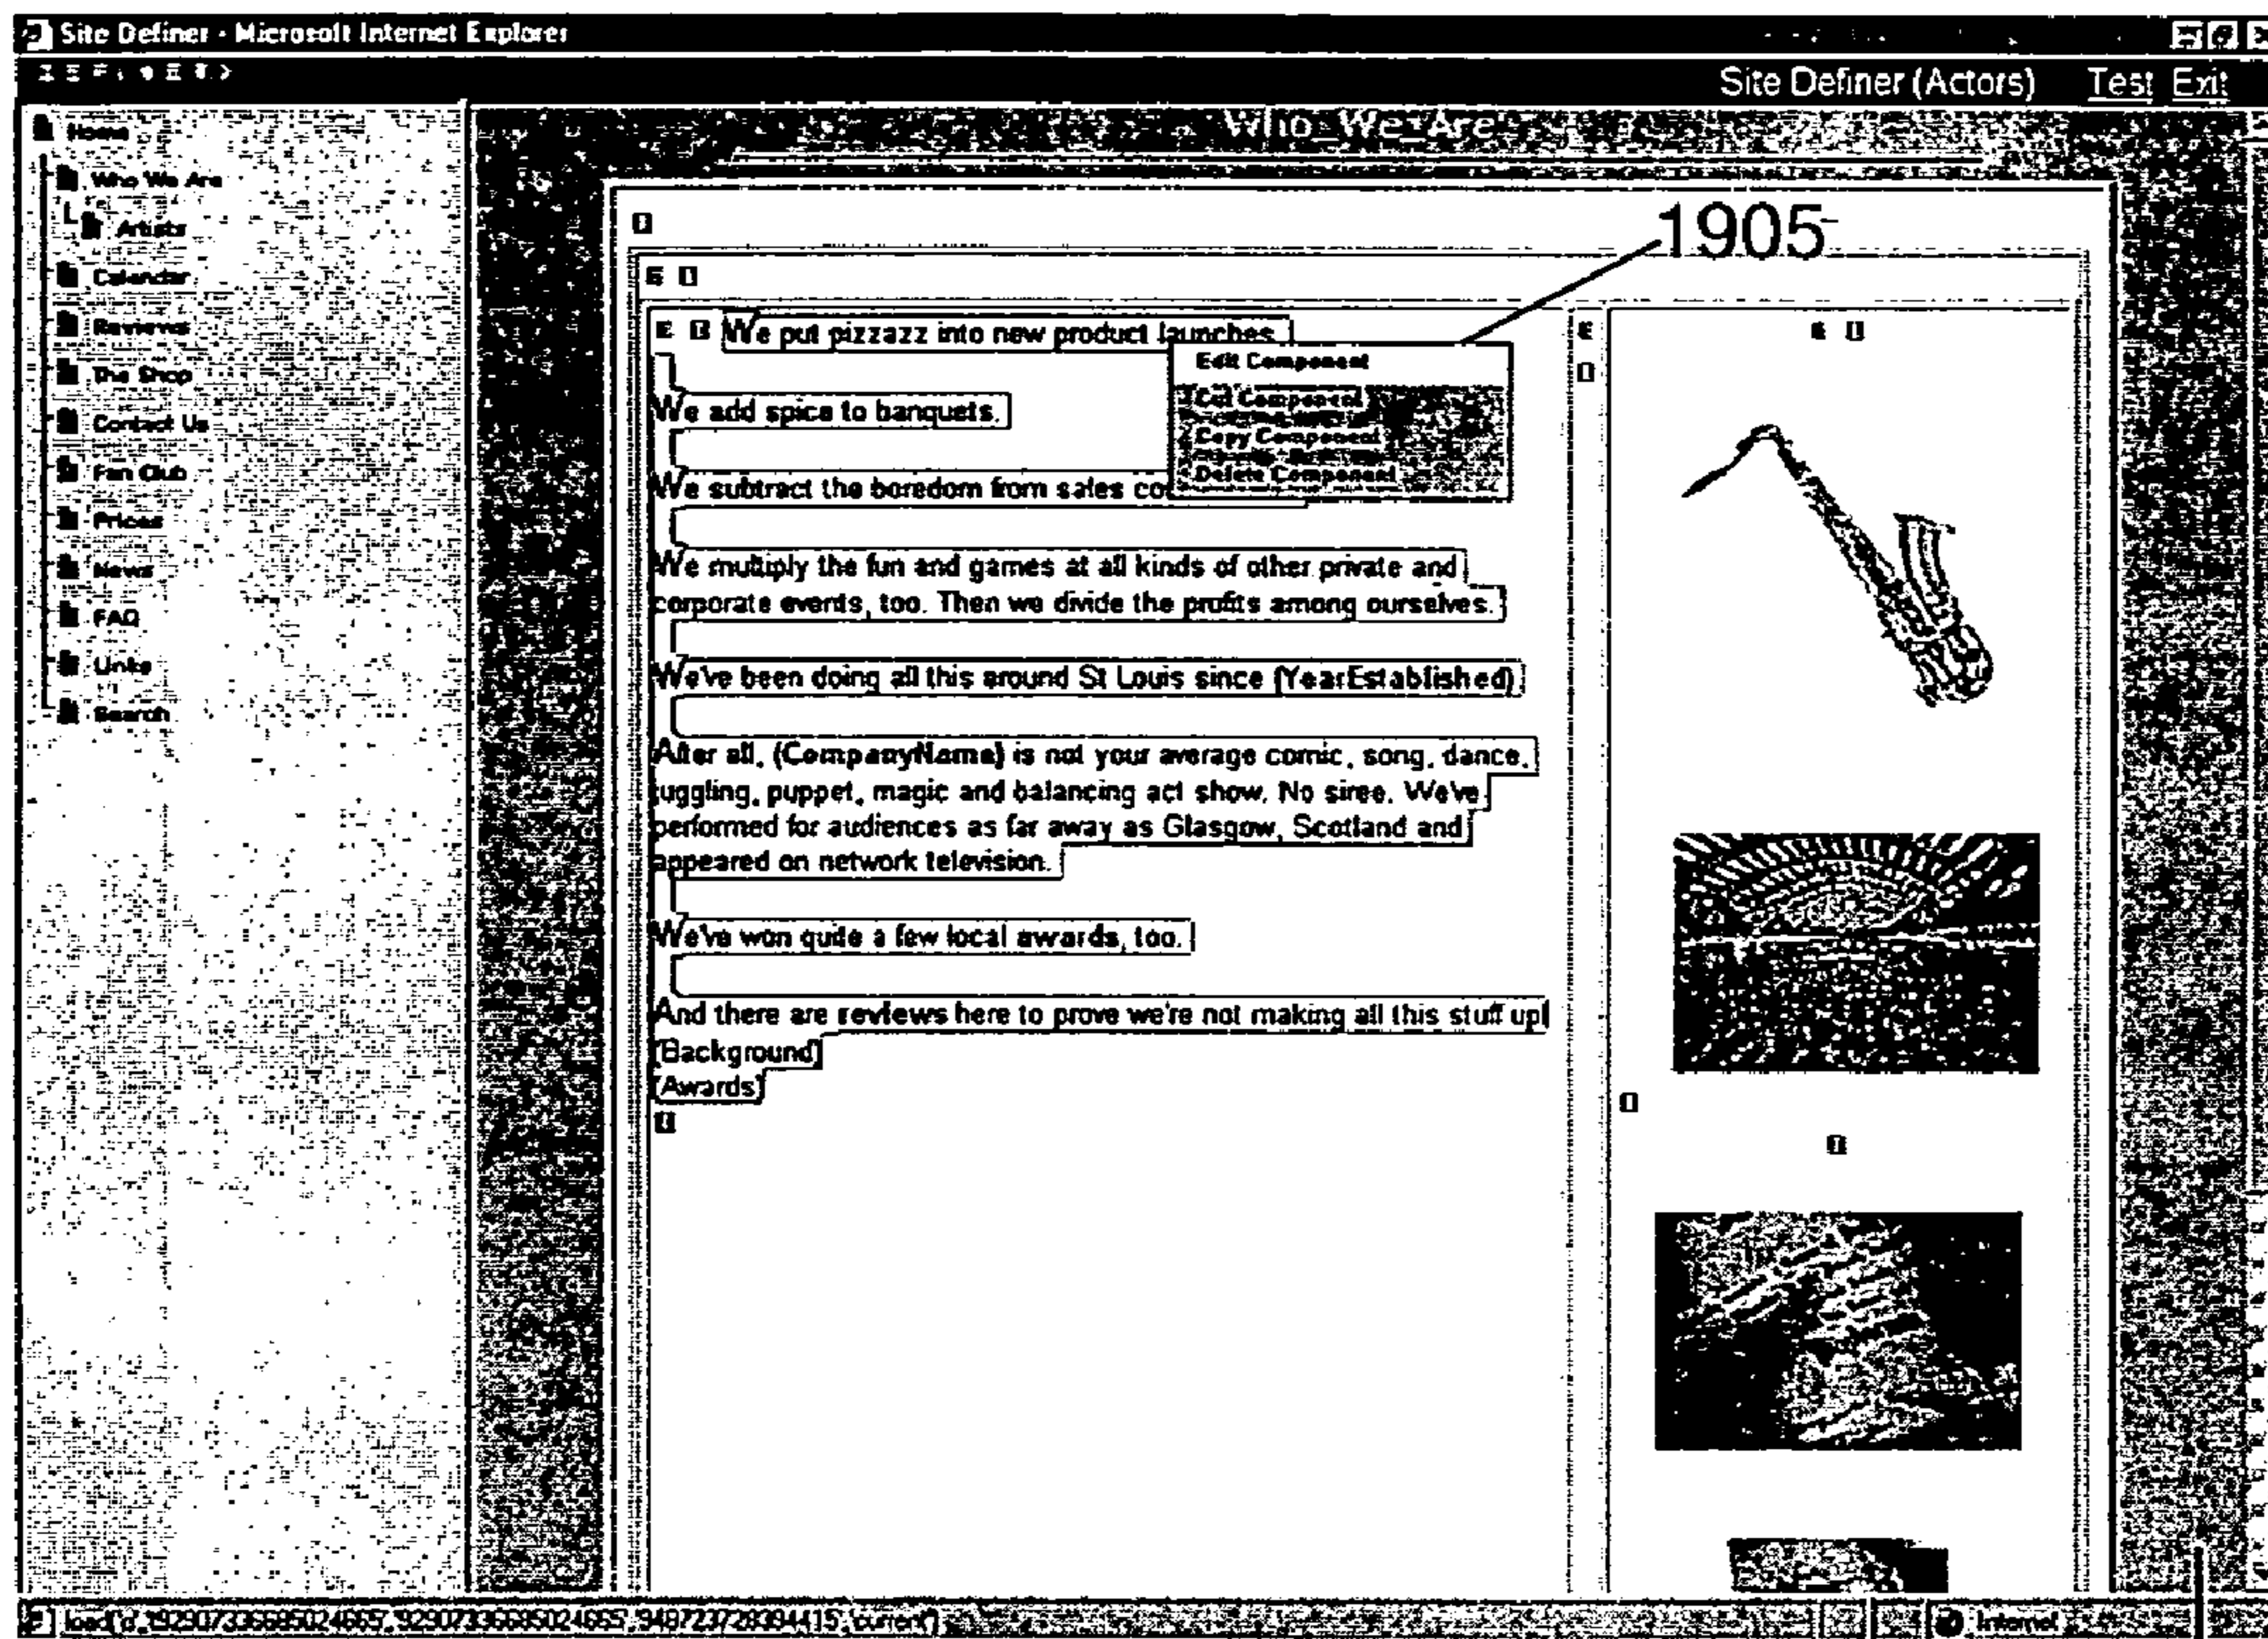 Site Definer - Microsoft Internet Explorer
Site Definer (Actors) Test Exit
Home
Who We Are
Artists
Calendar
Reviews
The Shop
Contact Us
Fan Club
Prices
News
FAQ
Links
Search
Who_We_Are
1905
We put pizzazz into new product launches.
Edit Component
Cut Component
Copy Component
Delete Component
We add spice to banquets.
We subtract the boredom from sales co
We multiply the fun and games at all kinds of other private and
corporate events, too. Then we divide the profits among ourselves.
We've been doing all this around St Louis since {YearEstablished}
After all, {CompanyName} is not your average comic, song, dance,
juggling, puppet, magic and balancing act show. No siree. We've
performed for audiences as far away as Glasgow, Scotland and
appeared on network television.
We've won quite a few local awards, too.
And there are reviews here to prove we're not making all this stuff up!
{Background}
{Awards}
Internet